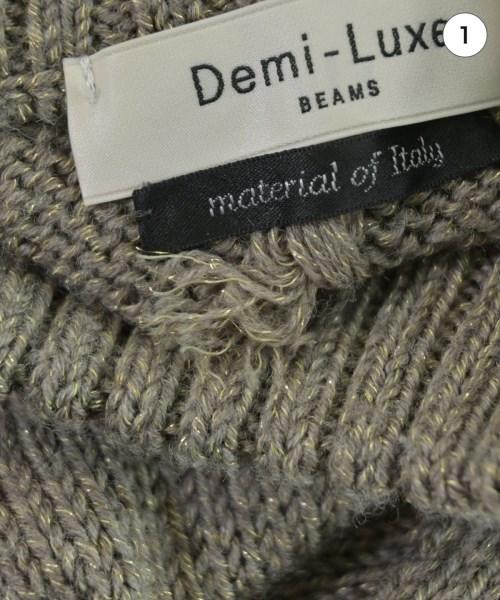 Demi-Luxe
BEAMS
material of Italy
1